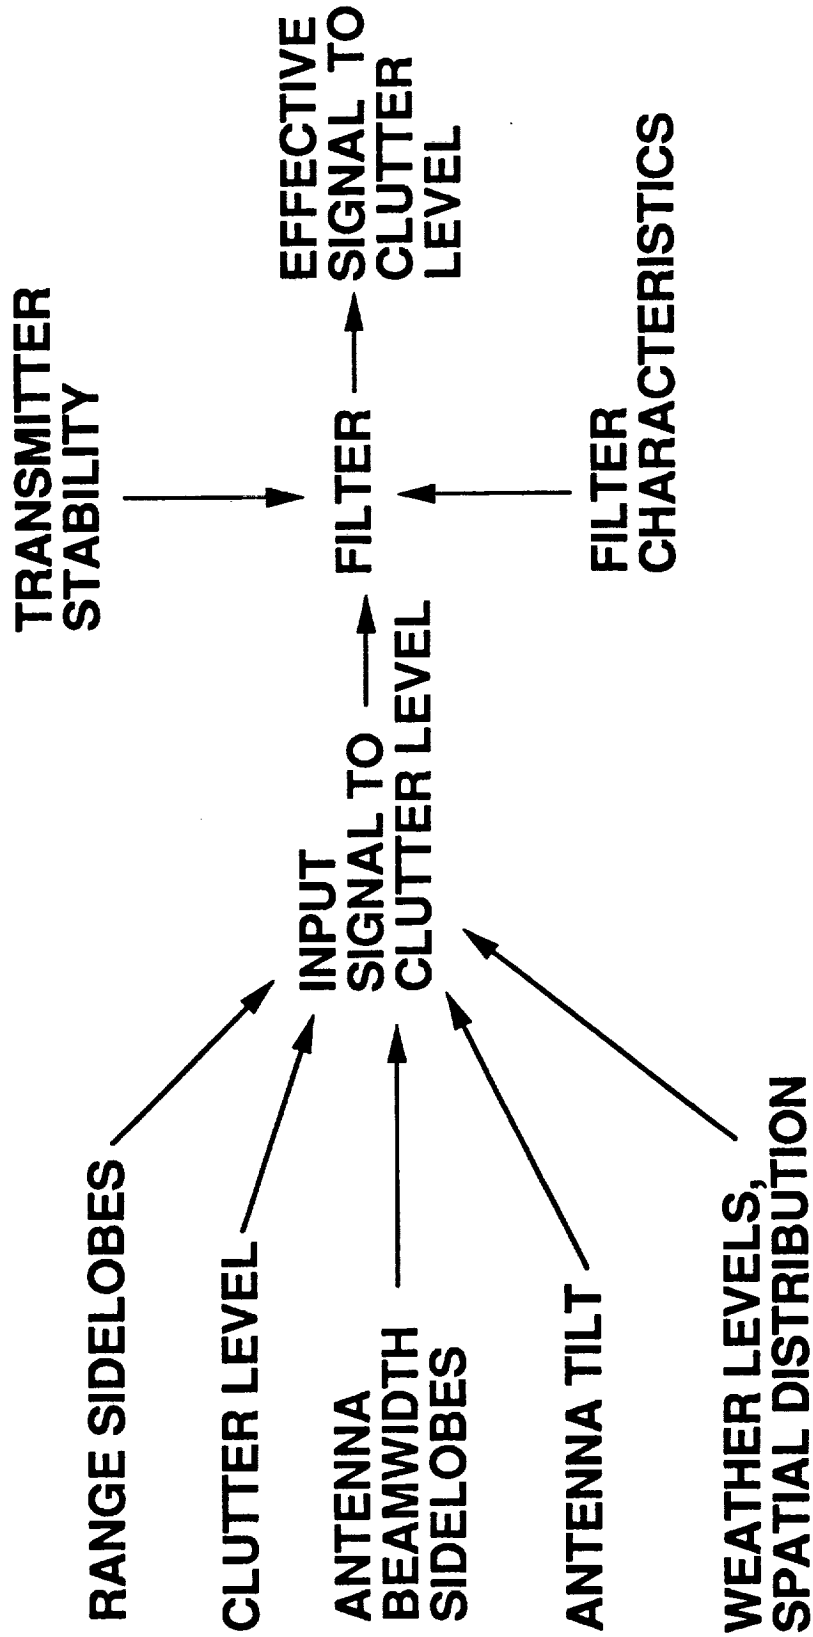 RANGE SIDELOBES
CLUTTER LEVEL
ANTENNA
BEAMWIDTH
SIDELOBES
ANTENNA TILT
WEATHER LEVELS,
SPATIAL DISTRIBUTION
INPUT
SIGNAL TO
CLUTTER LEVEL
TRANSMITTER
STABILITY
FILTER
FILTER
CHARACTERISTICS
EFFECTIVE
SIGNAL TO
CLUTTER
LEVEL